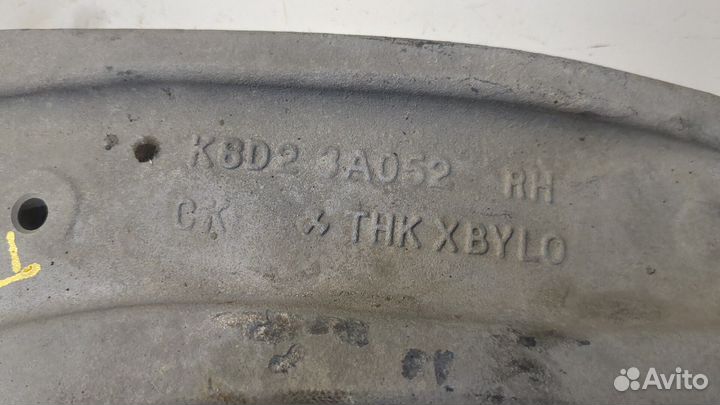 K8D2 3A052 RH
CK THK XBYLO
Avito